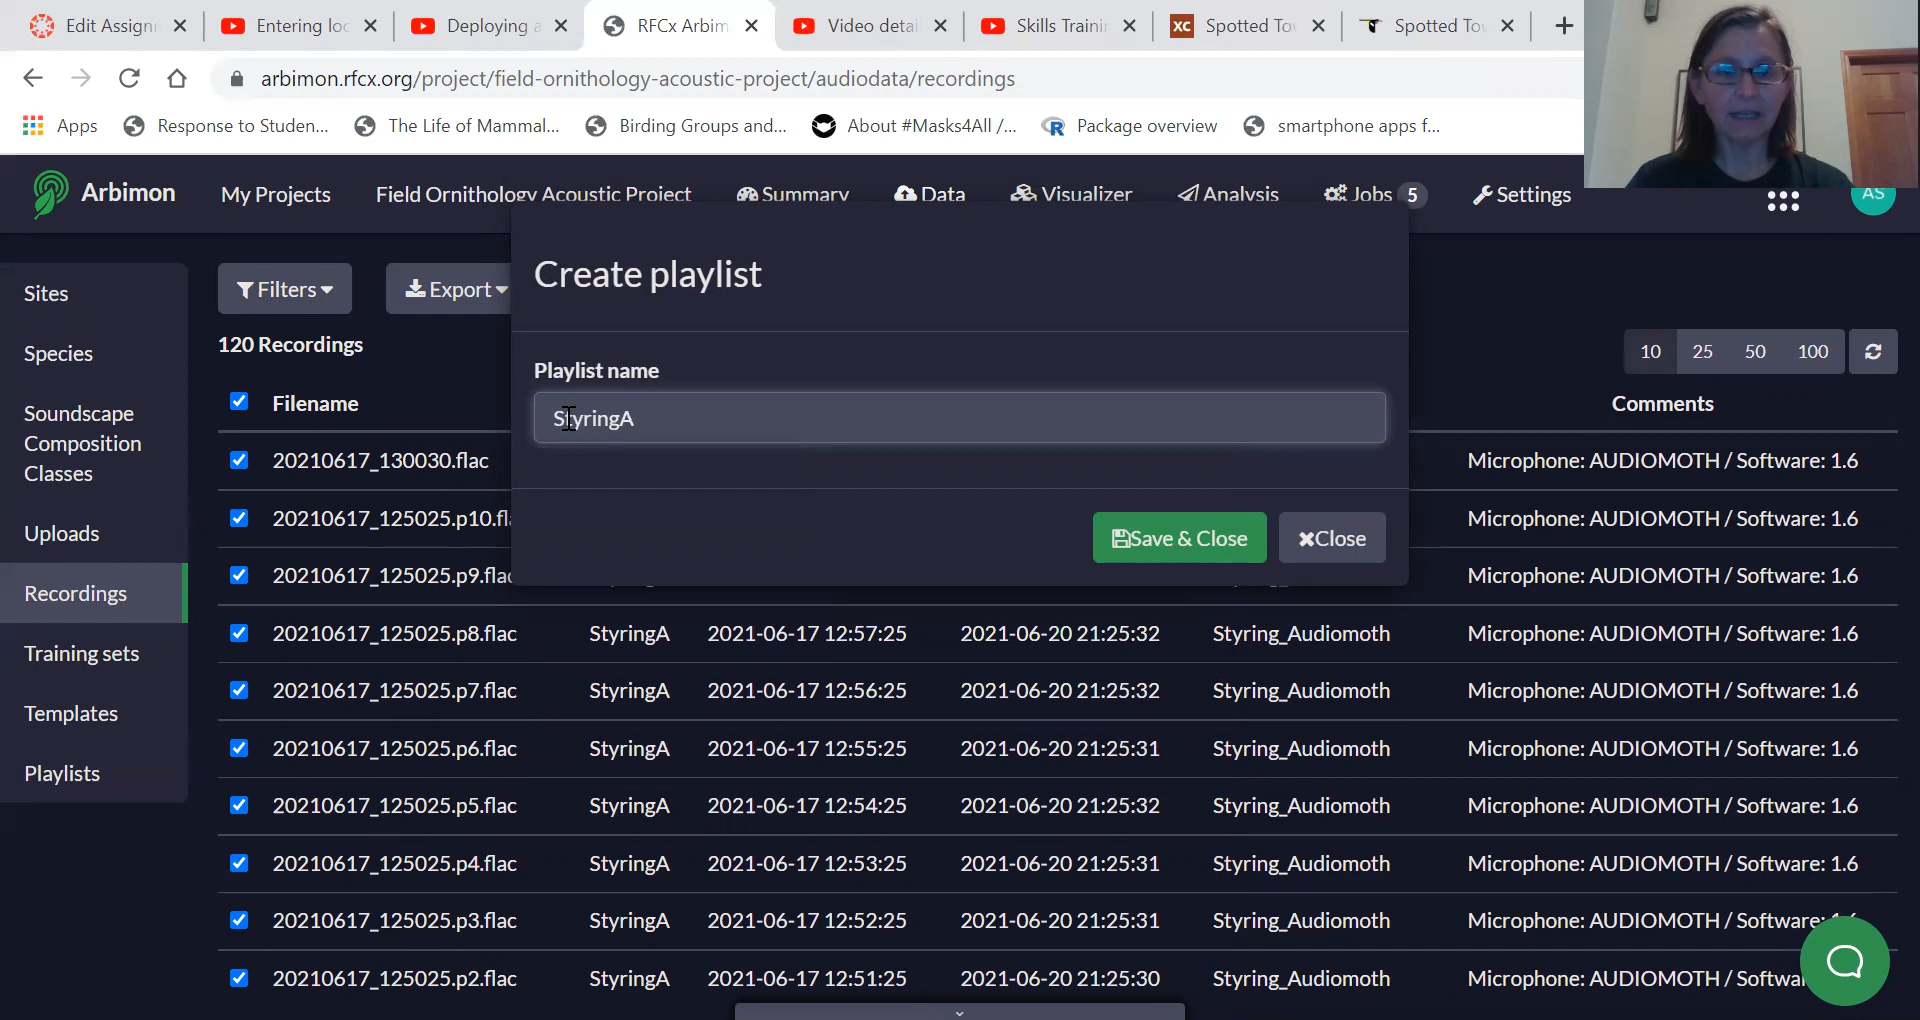 Edit Assignm
Entering loc
Deploying a
RFCx Arbim
Video detail
Skills Trainin
XC Spotted To
Spotted To
arbimon.rfcx.org/project/field-ornithology-acoustic-project/audiodata/recordings
Apps
Response to Studen...
The Life of Mammal...
Birding Groups and...
About #Masks4All /...
Package overview
smartphone apps f...
Arbimon
My Projects
Field Ornithology Acoustic Project
Summary
Data
Visualizer
Analysis
Jobs 5
Settings
AS
Sites
Species
Soundscape
Composition
Classes
Uploads
Recordings
Training sets
Templates
Playlists
Filters
Export
120 Recordings
10 25 50 100
Create playlist
Playlist name
StyringA
Save & Close
Close
Filename
Comments
20210617_130030.flac Microphone: AUDIOMOTH / Software: 1.6
20210617_125025.p10.fla Microphone: AUDIOMOTH / Software: 1.6
20210617_125025.p9.flac Microphone: AUDIOMOTH / Software: 1.6
20210617_125025.p8.flac StyringA 2021-06-17 12:57:25 2021-06-20 21:25:32 Styring_Audiomoth Microphone: AUDIOMOTH / Software: 1.6
20210617_125025.p7.flac StyringA 2021-06-17 12:56:25 2021-06-20 21:25:32 Styring_Audiomoth Microphone: AUDIOMOTH / Software: 1.6
20210617_125025.p6.flac StyringA 2021-06-17 12:55:25 2021-06-20 21:25:31 Styring_Audiomoth Microphone: AUDIOMOTH / Software: 1.6
20210617_125025.p5.flac StyringA 2021-06-17 12:54:25 2021-06-20 21:25:32 Styring_Audiomoth Microphone: AUDIOMOTH / Software: 1.6
20210617_125025.p4.flac StyringA 2021-06-17 12:53:25 2021-06-20 21:25:31 Styring_Audiomoth Microphone: AUDIOMOTH / Software: 1.6
20210617_125025.p3.flac StyringA 2021-06-17 12:52:25 2021-06-20 21:25:31 Styring_Audiomoth Microphone: AUDIOMOTH / Software: 1.6
20210617_125025.p2.flac StyringA 2021-06-17 12:51:25 2021-06-20 21:25:30 Styring_Audiomoth Microphone: AUDIOMOTH / Softwa